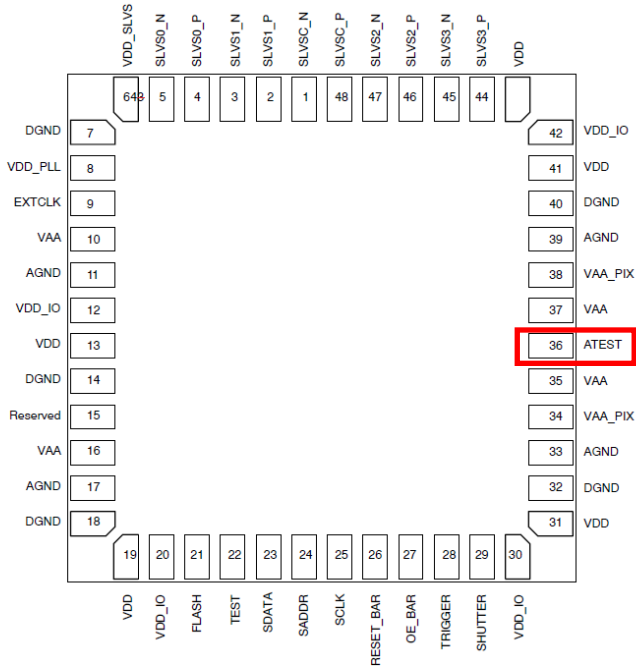 VDD_SLVS SLVS0_N SLVS0_P SLVS1_N SLVS1_P SLVSC_N SLVSC_P SLVS2_N SLVS2_P SLVS3_N SLVS3_P VDD
643 5 4 3 2 1 48 47 46 45 44
DGND 7 42 VDD_IO
VDD_PLL 8 41 VDD
EXTCLK 9 40 DGND
VAA 10 39 AGND
AGND 11 38 VAA_PIX
VDD_IO 12 37 VAA
VDD 13 36 ATEST
DGND 14 35 VAA
Reserved 15 34 VAA_PIX
VAA 16 33 AGND
AGND 17 32 DGND
DGND 18 31 VDD
19 20 21 22 23 24 25 26 27 28 29 30
VDD VDD_IO FLASH TEST SDATA SADDR SCLK RESET_BAR OE_BAR TRIGGER SHUTTER VDD_IO